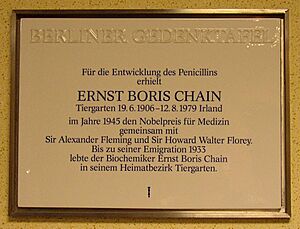 BERLINER GEDENKTAFEL
Für die Entwicklung des Penicillins
erhielt
ERNST BORIS CHAIN
Tiergarten 19.6.1906–12.8.1979 Irland
im Jahre 1945 den Nobelpreis für Medizin
gemeinsam mit
Sir Alexander Fleming und Sir Howard Walter Florey.
Bis zu seiner Emigration 1933
lebte der Biochemiker Ernst Boris Chain
in seinem Heimatbezirk Tiergarten.